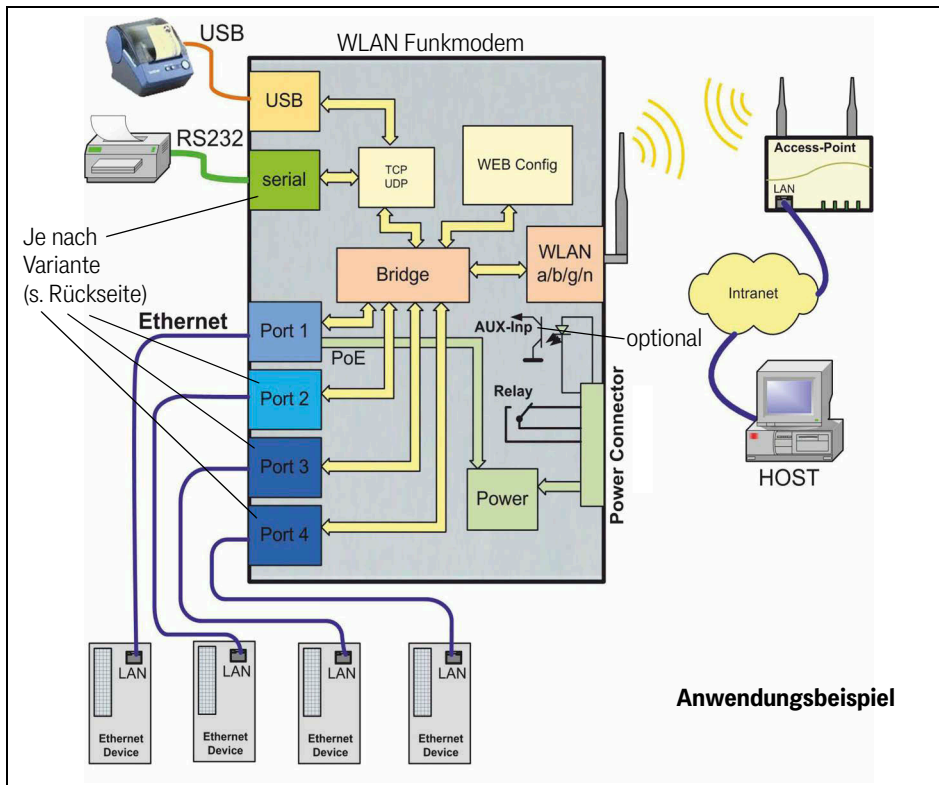 USB
WLAN Funkmodem
USB
RS232
serial
TCP
UDP
WEB Config
Access-Point
LAN
Je nach
Variante
(s. Rückseite)
Bridge
WLAN
a/b/g/n
Intranet
Ethernet
Port 1
PoE
AUX-Inp
optional
Port 2
Relay
Port 3
Power
Power Connector
HOST
Port 4
LAN
LAN
LAN
LAN
Anwendungsbeispiel
Ethernet
Device
Ethernet
Device
Ethernet
Device
Ethernet
Device